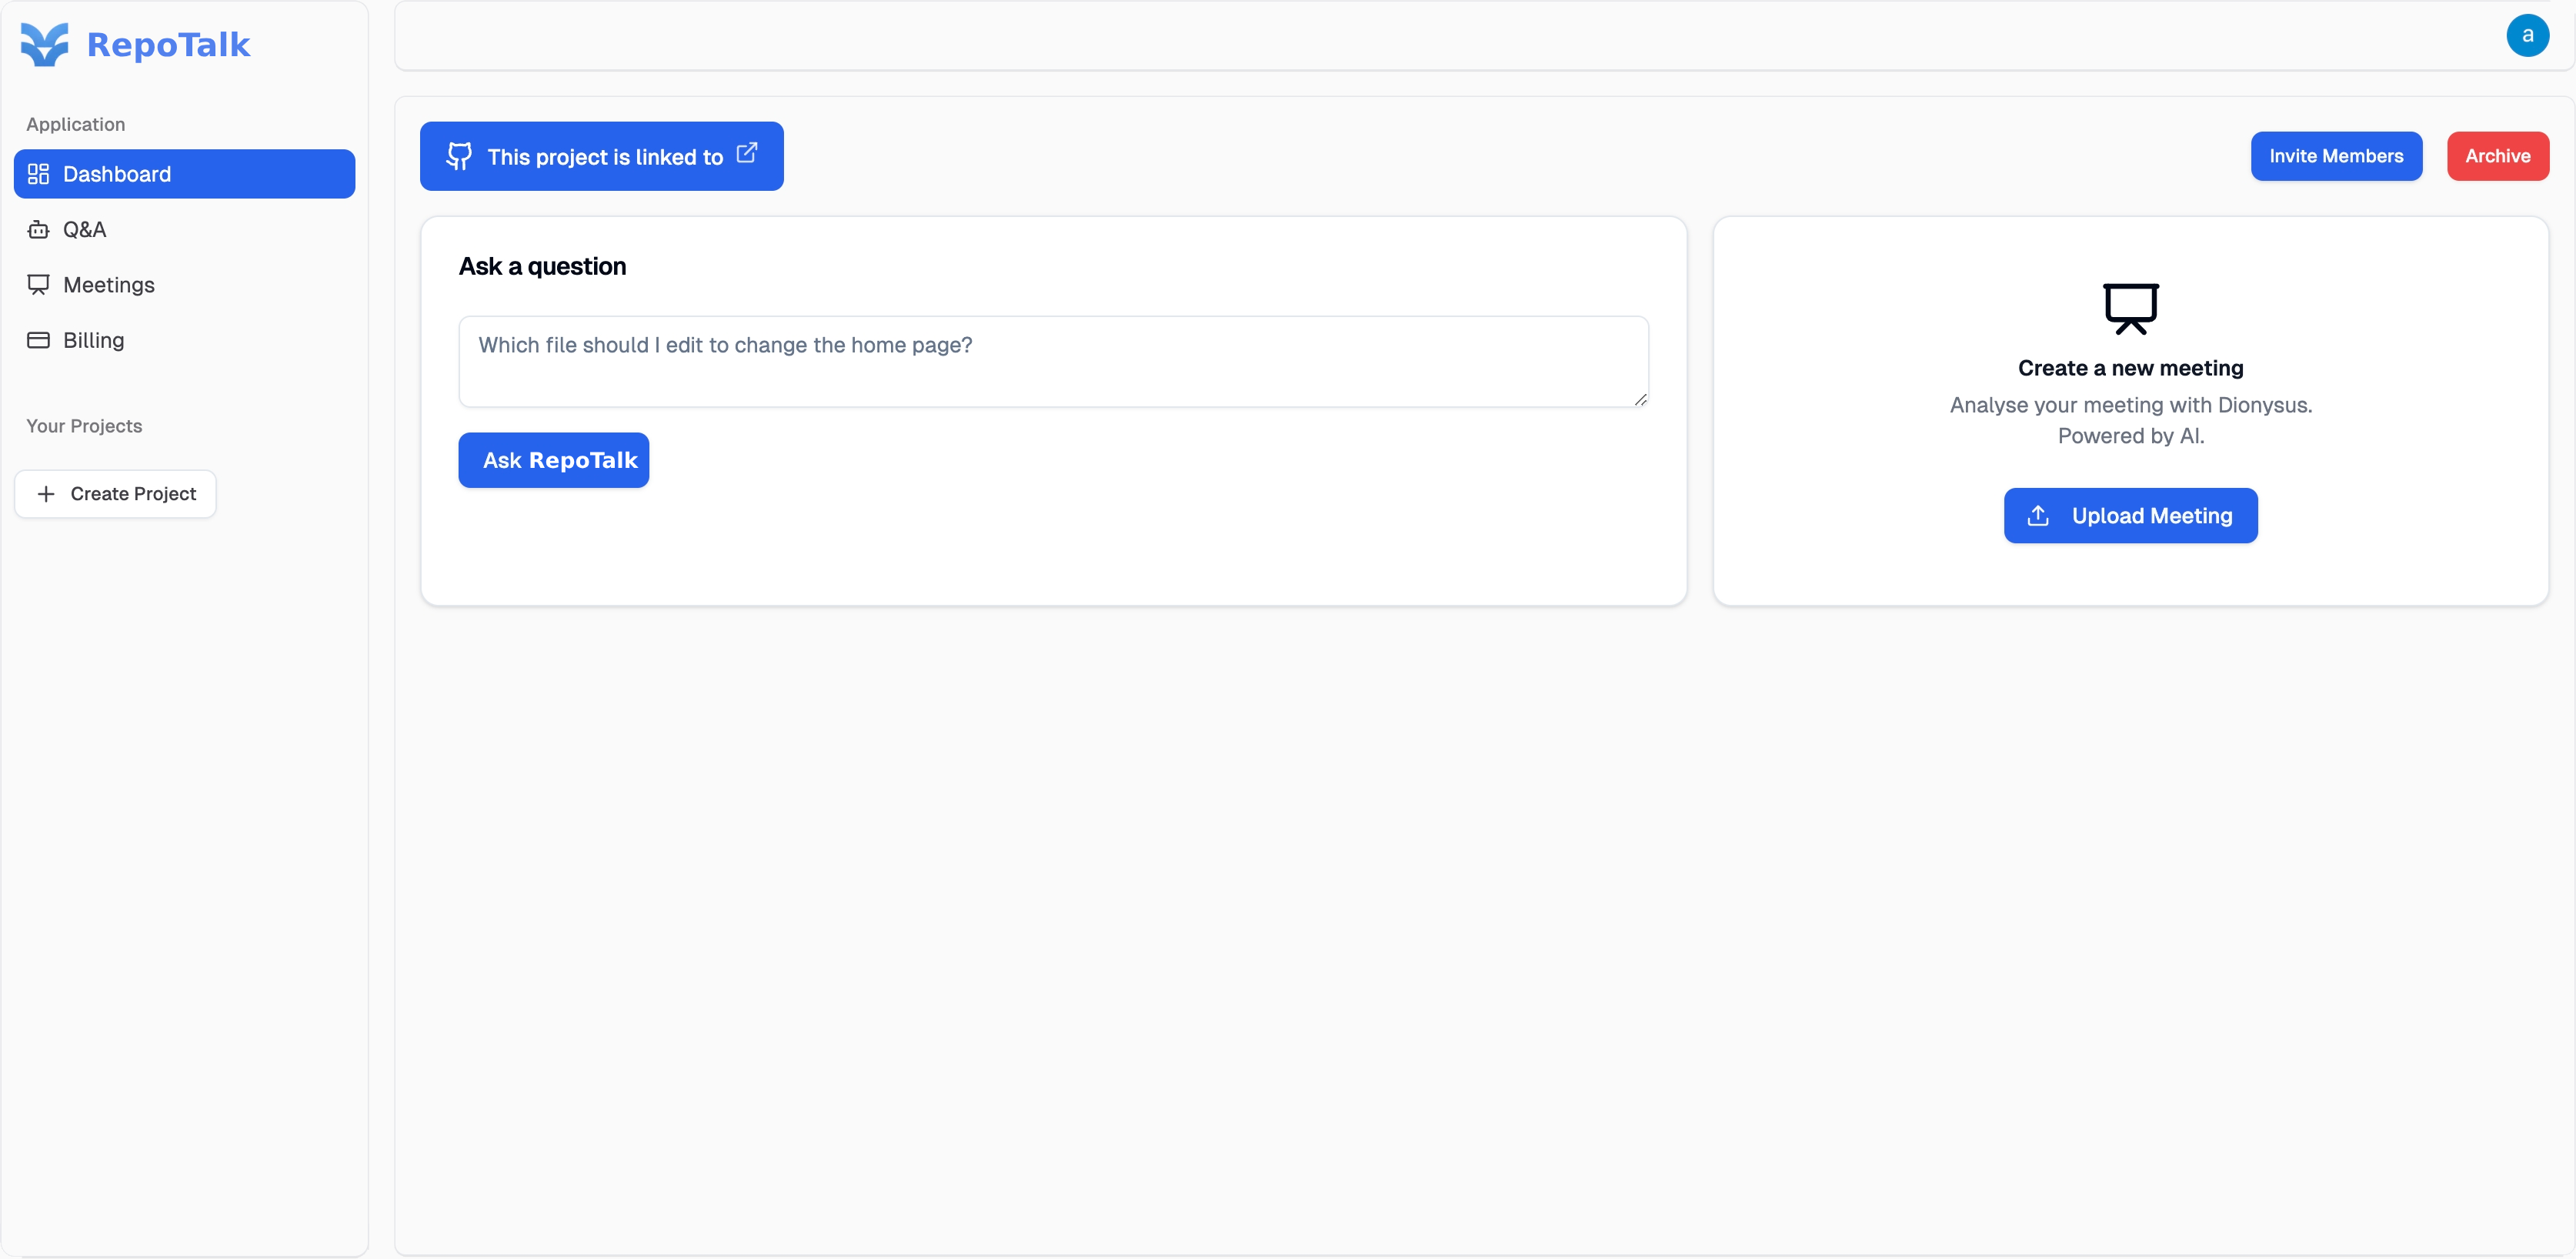 RepoTalk
a
Application
Dashboard
Q&A
Meetings
Billing
Your Projects
Create Project
This project is linked to
Invite Members
Archive
Ask a question
Which file should I edit to change the home page?
Ask RepoTalk
Create a new meeting
Analyse your meeting with Dionysus.
Powered by AI.
Upload Meeting